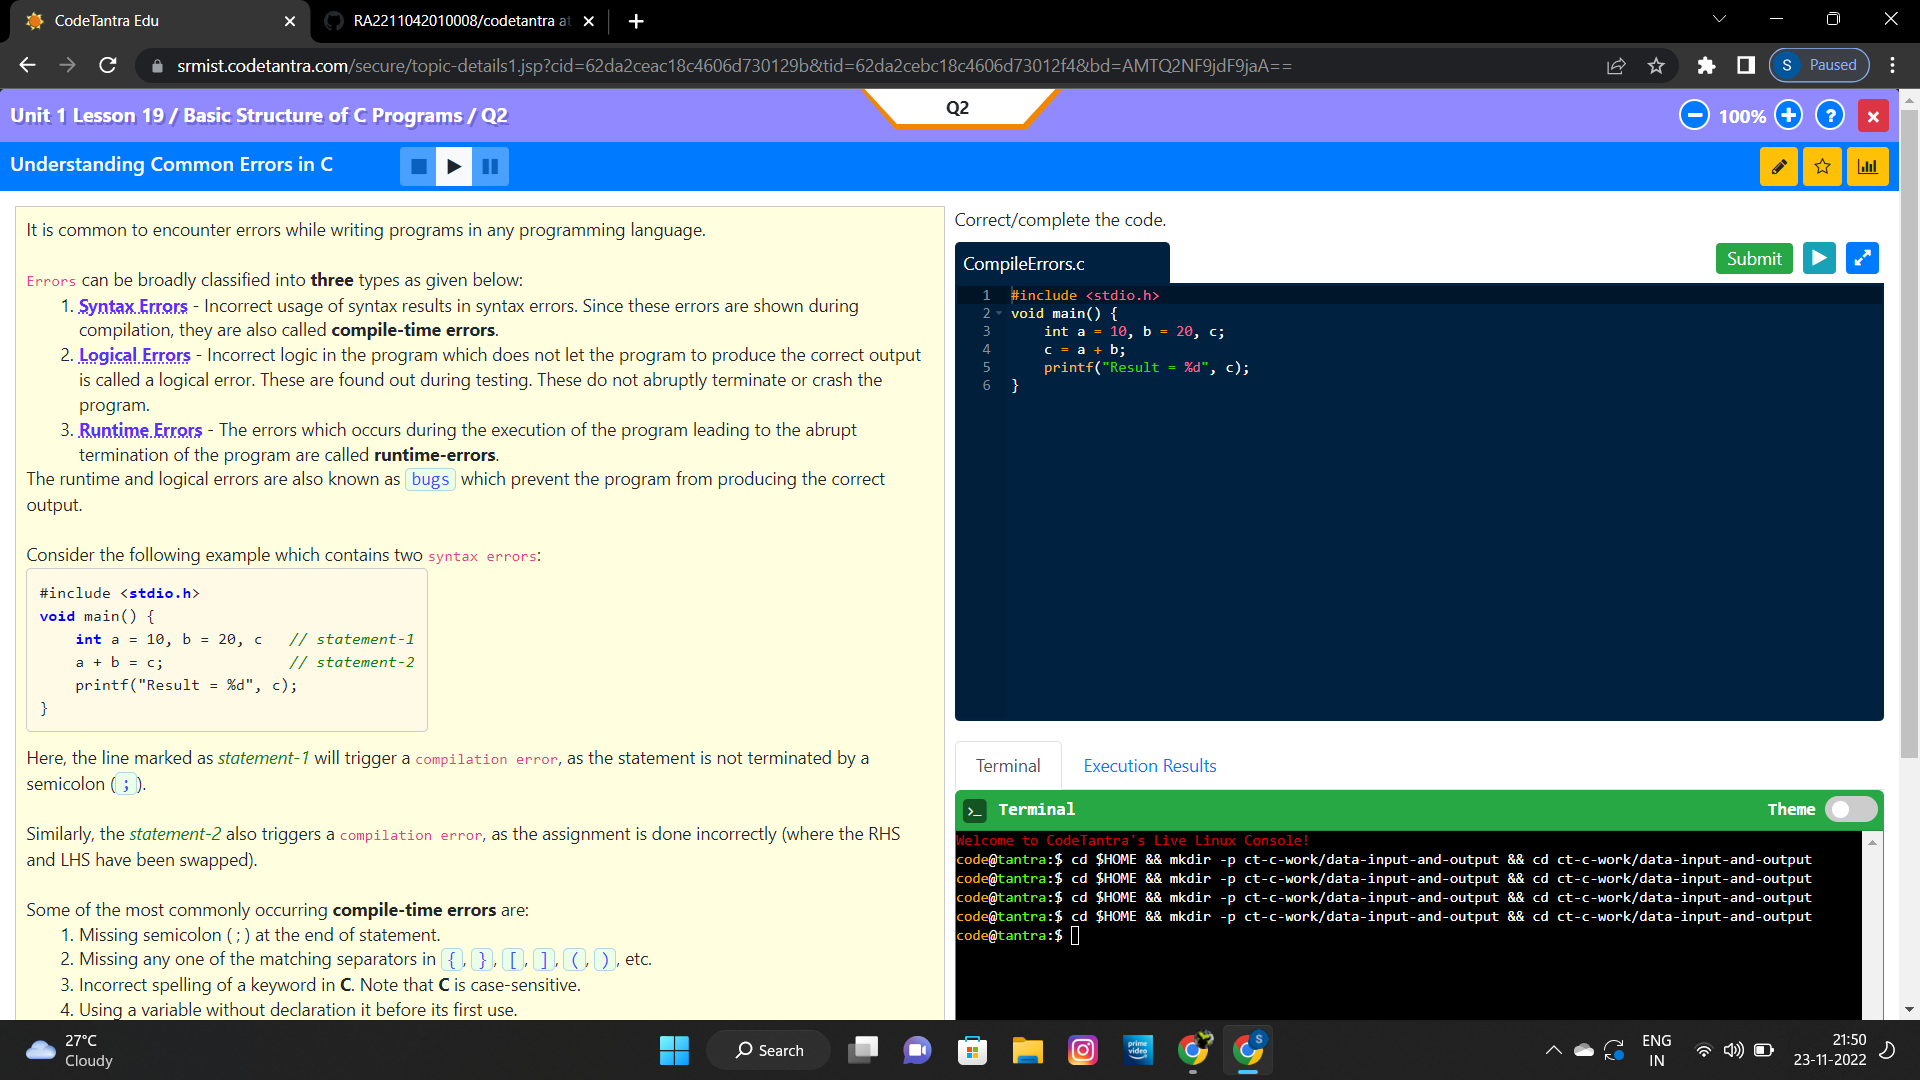 CodeTantra Edu
RA2211042010008/codetantra at
srmist.codetantra.com/secure/topic-details1.jsp?cid=62da2ceac18c4606d730129b&tid=62da2cebc18c4606d73012f4&bd=AMTQ2NF9jdF9jaA==
S Paused
Unit 1 Lesson 19 / Basic Structure of C Programs / Q2
Q2
100%
?
Understanding Common Errors in C
It is common to encounter errors while writing programs in any programming language.
Errors can be broadly classified into three types as given below:
1. Syntax Errors - Incorrect usage of syntax results in syntax errors. Since these errors are shown during
compilation, they are also called compile-time errors.
2. Logical Errors - Incorrect logic in the program which does not let the program to produce the correct output
is called a logical error. These are found out during testing. These do not abruptly terminate or crash the
program.
3. Runtime Errors - The errors which occurs during the execution of the program leading to the abrupt
termination of the program are called runtime-errors.
The runtime and logical errors are also known as bugs which prevent the program from producing the correct
output.
Consider the following example which contains two syntax errors:
#include <stdio.h>
void main() {
int a = 10, b = 20, c // statement-1
a + b = c; // statement-2
printf("Result = %d", c);
}
Here, the line marked as statement-1 will trigger a compilation error, as the statement is not terminated by a
semicolon ( ; ).
Similarly, the statement-2 also triggers a compilation error, as the assignment is done incorrectly (where the RHS
and LHS have been swapped).
Some of the most commonly occurring compile-time errors are:
1. Missing semicolon ( ; ) at the end of statement.
2. Missing any one of the matching separators in { , } , [ , ] , ( , ) , etc.
3. Incorrect spelling of a keyword in C. Note that C is case-sensitive.
4. Using a variable without declaration it before its first use.
Correct/complete the code.
CompileErrors.c
Submit
1 #include <stdio.h>
2 void main() {
3 int a = 10, b = 20, c;
4 c = a + b;
5 printf("Result = %d", c);
6 }
Terminal
Execution Results
>_ Terminal
Theme
Welcome to CodeTantra's Live Linux Console!
code@tantra:$ cd $HOME && mkdir -p ct-c-work/data-input-and-output && cd ct-c-work/data-input-and-output
code@tantra:$ cd $HOME && mkdir -p ct-c-work/data-input-and-output && cd ct-c-work/data-input-and-output
code@tantra:$ cd $HOME && mkdir -p ct-c-work/data-input-and-output && cd ct-c-work/data-input-and-output
code@tantra:$ cd $HOME && mkdir -p ct-c-work/data-input-and-output && cd ct-c-work/data-input-and-output
code@tantra:$
27°C
Cloudy
Search
prime video
S
ENG
IN
21:50
23-11-2022